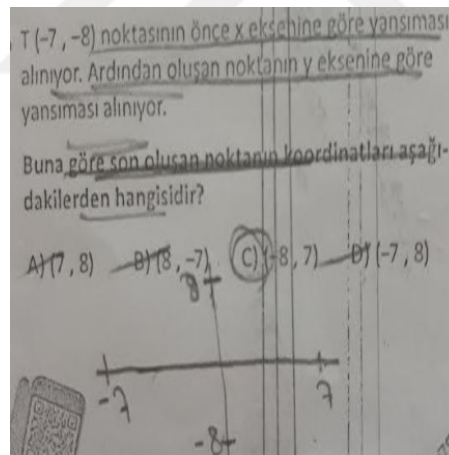 T (-7 , -8) noktasının önce x eksenine göre yansıması
alınıyor. Ardından oluşan noktanın y eksenine göre
yansıması alınıyor.
Buna göre son oluşan noktanın koordinatları aşağı-
dakilerden hangisidir?
A) (7 , 8) B) (8 , -7) C) (-8 , 7) D) (-7 , 8)
8
-7 7
-8